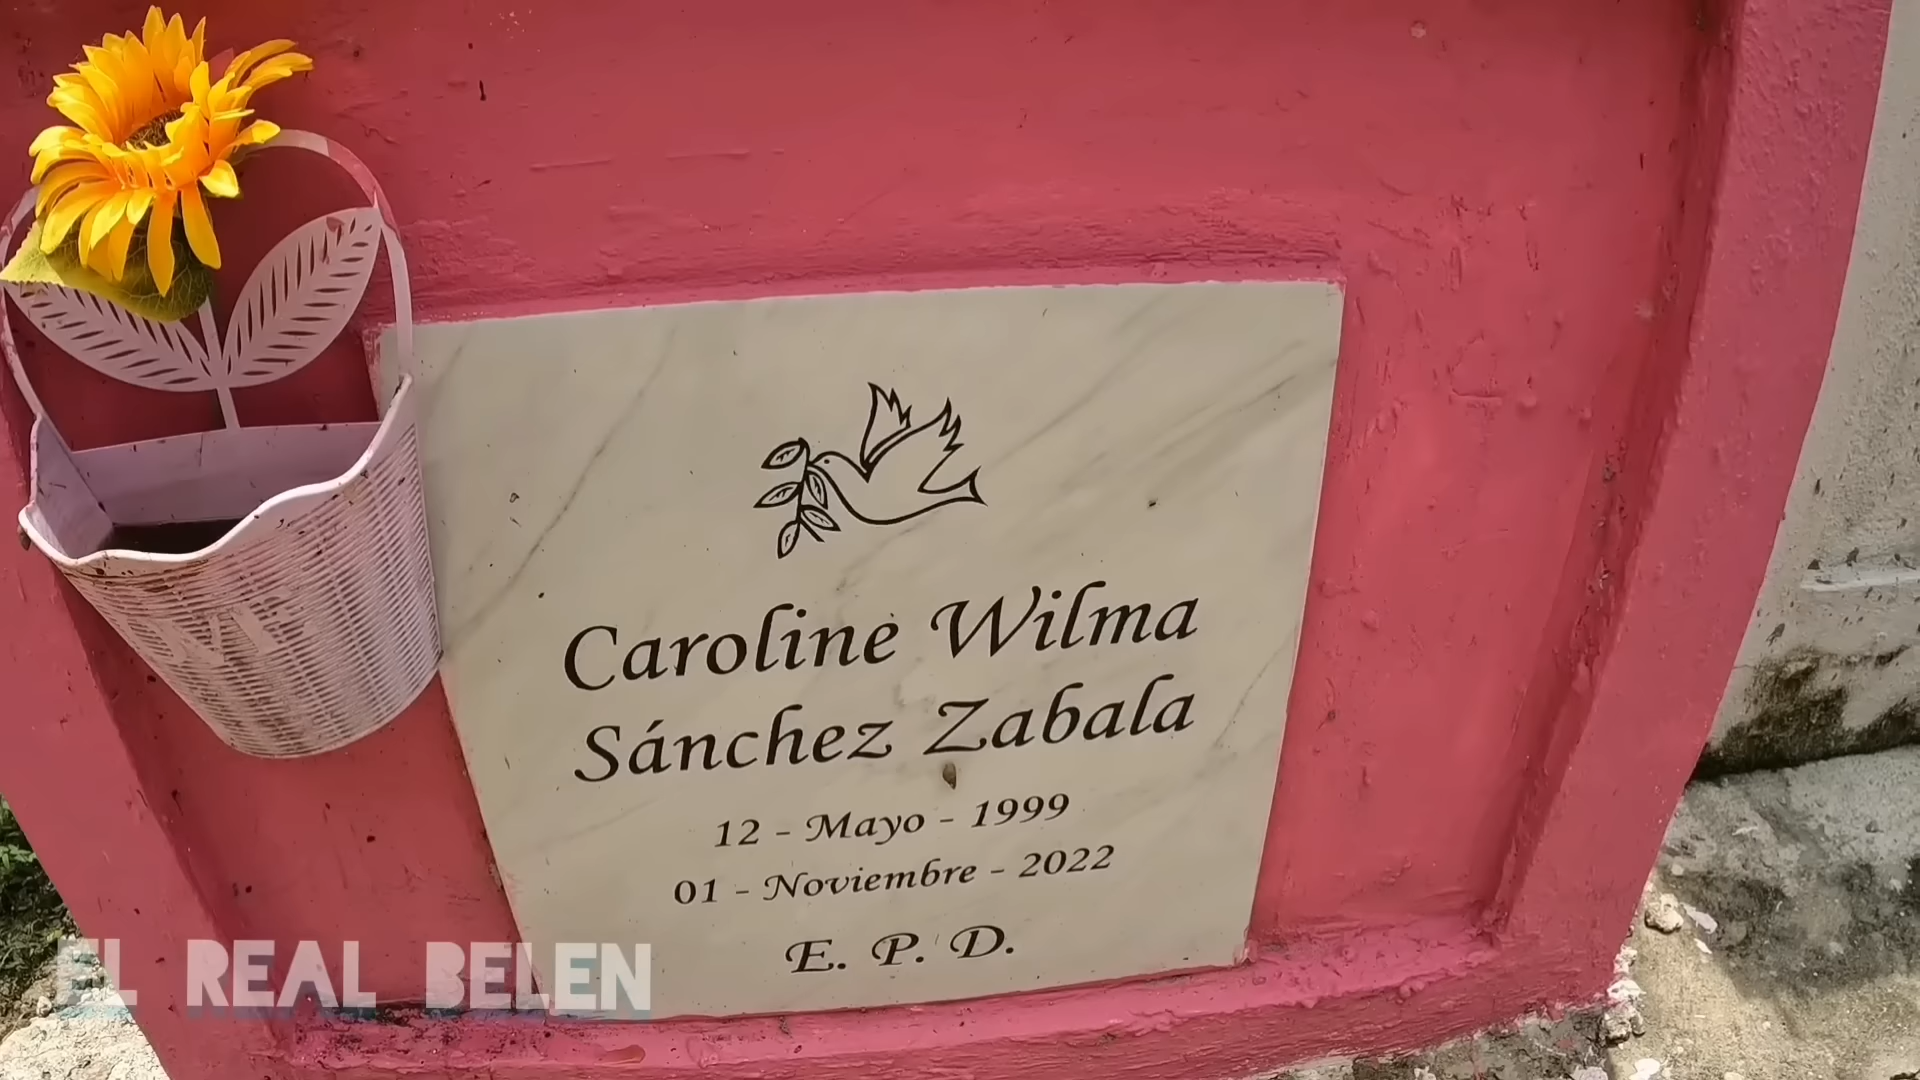 Caroline Wilma
Sánchez Zabala
12 - Mayo - 1999
01 - Noviembre - 2022
E. P. D.
EL REAL BELEN